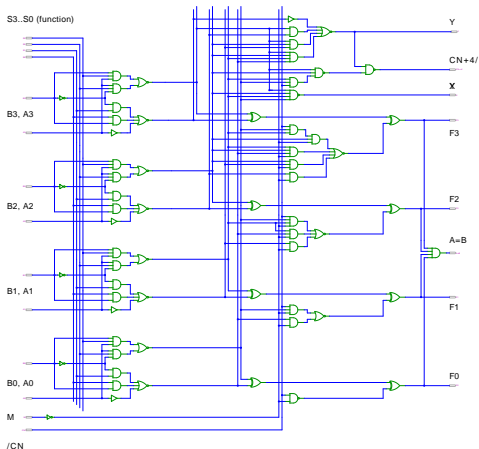 S3..S0 (function)
Y
CN+4/
X
B3, A3
F3
B2, A2
F2
A=B
B1, A1
F1
B0, A0
F0
M
/CN